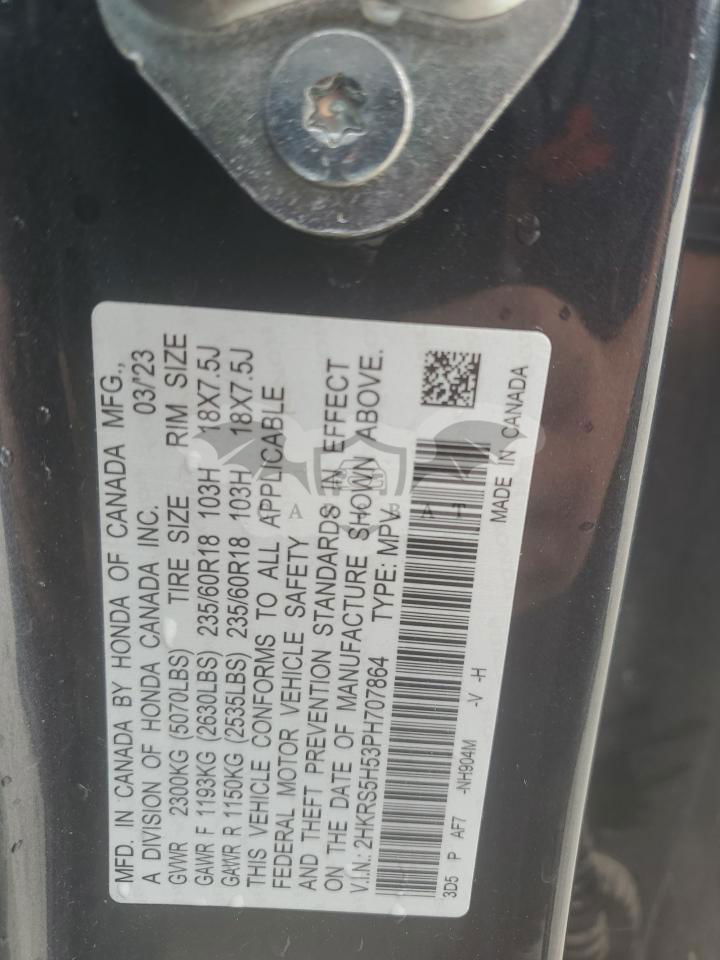 MFD. IN CANADA BY HONDA OF CANADA MFG.,
A DIVISION OF HONDA CANADA INC. 03/'23
GVWR 2300KG (5070LBS) TIRE SIZE RIM SIZE
GAWR F 1193KG (2630LBS) 235/60R18 103H 18X7.5J
GAWR R 1150KG (2535LBS) 235/60R18 103H 18X7.5J
THIS VEHICLE CONFORMS TO ALL APPLICABLE
FEDERAL MOTOR VEHICLE SAFETY
AND THEFT PREVENTION STANDARDS IN EFFECT
ON THE DATE OF MANUFACTURE SHOWN ABOVE.
V.I.N.: 2HKRS5H53PH707864 TYPE: MPV
3D5 P AF7 -NH904M -V -H
MADE IN CANADA